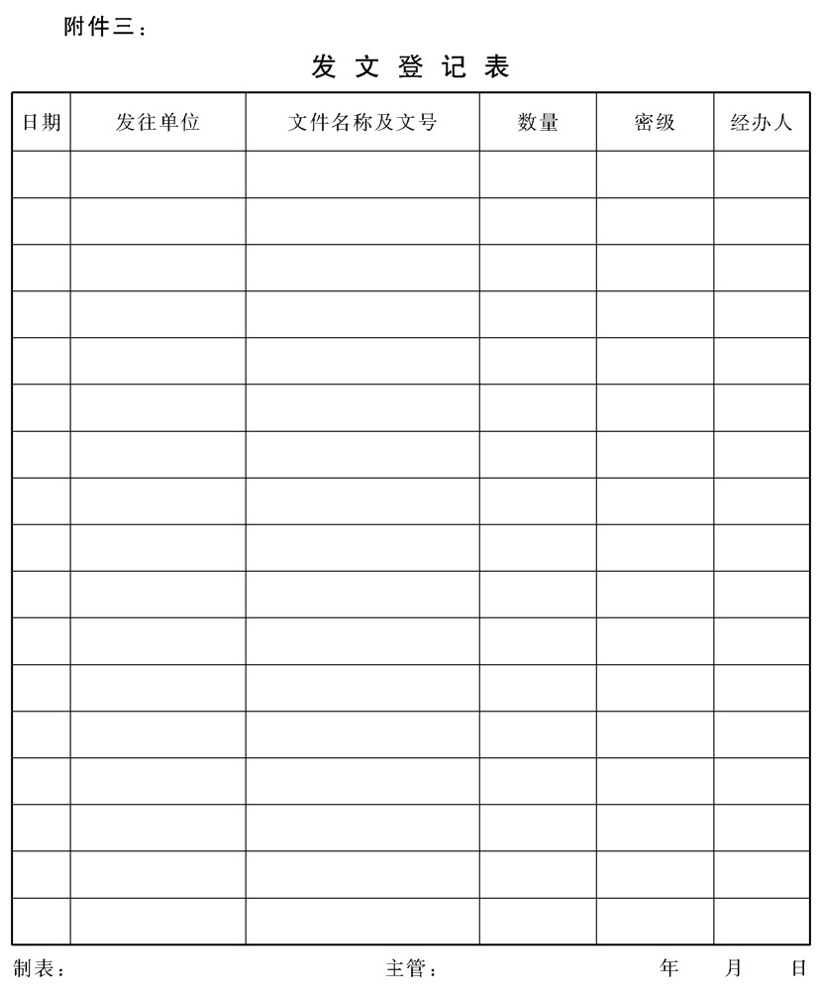 附件三：
发文登记表
日期 发往单位 文件名称及文号 数量 密级 经办人
制表： 主管： 年 月 日